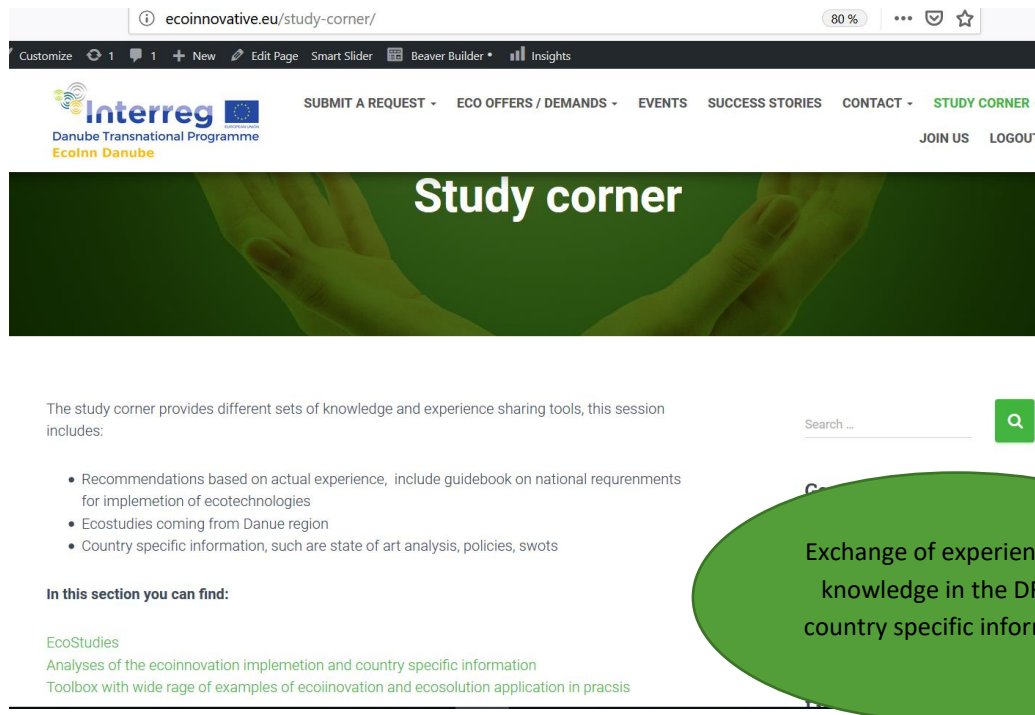 ecoinnovative.eu/study-corner/ 80 %
Customize 1 1 New Edit Page Smart Slider Beaver Builder Insights
Interreg
EUROPEAN UNION
Danube Transnational Programme
EcoInn Danube
SUBMIT A REQUEST ECO OFFERS / DEMANDS EVENTS SUCCESS STORIES CONTACT STUDY CORNER
JOIN US LOGOUT
Study corner
The study corner provides different sets of knowledge and experience sharing tools, this session
includes:
Search ...
• Recommendations based on actual experience, include guidebook on national requrenments
for implemetion of ecotechnologies
• Ecostudies coming from Danue region
• Country specific information, such are state of art analysis, policies, swots
In this section you can find:
EcoStudies
Analyses of the ecoinnovation implemetion and country specific information
Toolbox with wide rage of examples of ecoiinovation and ecosolution application in pracsis
Exchange of experien
knowledge in the
country specific infor